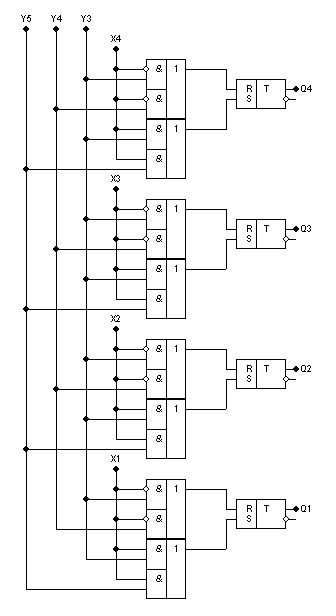 Y5 Y4 Y3
X4
& 1
R T Q4
& S
& 1
&
X3
& 1
R T Q3
& S
& 1
&
X2
& 1
R T Q2
& S
& 1
&
X1
& 1
R T Q1
& S
& 1
&